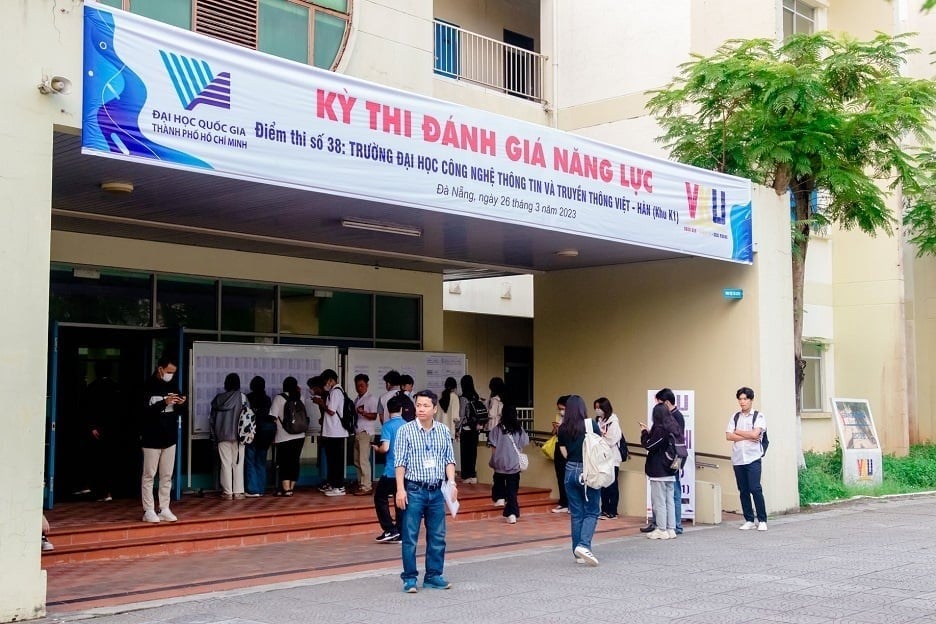 ĐẠI HỌC QUỐC GIA
THÀNH PHỐ HỒ CHÍ MINH
KỲ THI ĐÁNH GIÁ NĂNG LỰC
Điểm thi số 38: TRƯỜNG ĐẠI HỌC CÔNG NGHỆ THÔNG TIN VÀ TRUYỀN THÔNG VIỆT - HÀN (Khu K1)
Đà Nẵng, ngày 26 tháng 3 năm 2023
VKU